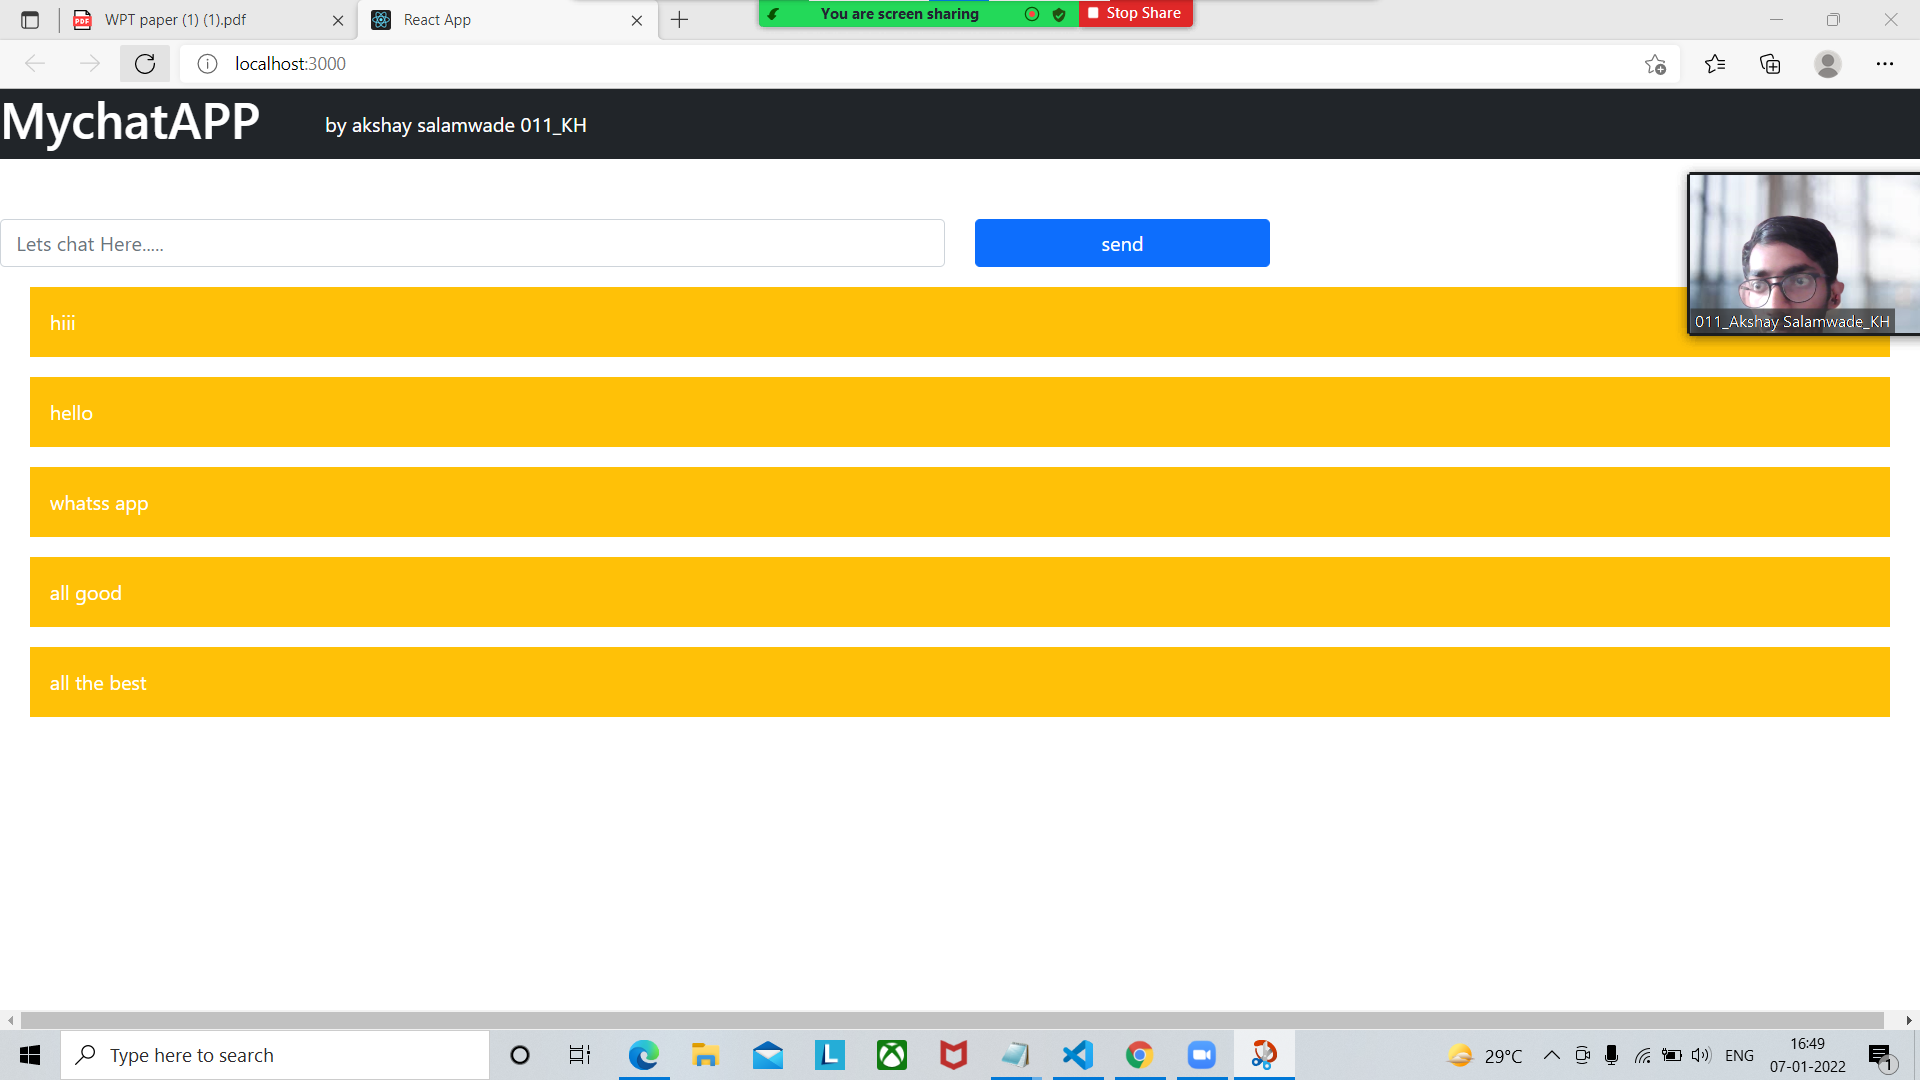 WPT paper (1) (1).pdf
React App
You are screen sharing
Stop Share
localhost:3000
MychatAPP
by akshay salamwade 011_KH
Lets chat Here.....
send
011_Akshay Salamwade_KH
hiii
hello
whatss app
all good
all the best
Type here to search
L
29°C
ENG
16:49
07-01-2022
1